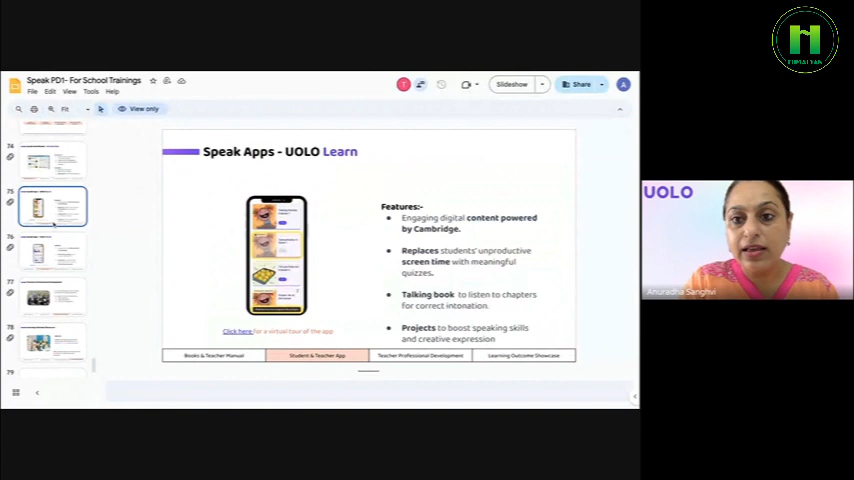 HIMALYAN
Speak PD1- For School Trainings
File Edit View Tools Help
Slideshow
Share
A
T
Fit
View only
74
75
76
77
78
79
Speak Apps - UOLO Learn
Features:-
Engaging digital content powered
by Cambridge.
Replaces students' unproductive
screen time with meaningful
quizzes.
Talking book to listen to chapters
for correct intonation.
Projects to boost speaking skills
and creative expression
Click here for a virtual tour of the app
Books & Teacher Manual
Student & Teacher App
Teacher Professional Development
Learning Outcome Showcase
UOLO
Anuradha Sanghvi